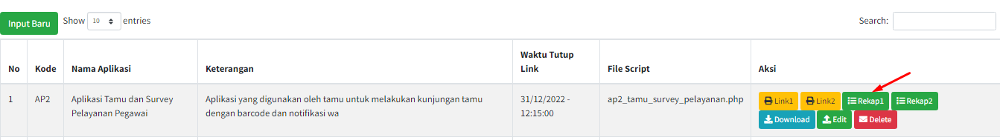 Input Baru Show 10 entries Search:
No Kode Nama Aplikasi Keterangan Waktu Tutup Link File Script Aksi
1 AP2 Aplikasi Tamu dan Survey Pelayanan Pegawai
Aplikasi yang digunakan oleh tamu untuk melakukan kunjungan tamu
dengan barcode dan notifikasi wa
31/12/2022 -
12:15:00
ap2_tamu_survey_pelayanan.php
Link1 Link2 Rekap1 Rekap2
Download Edit Delete